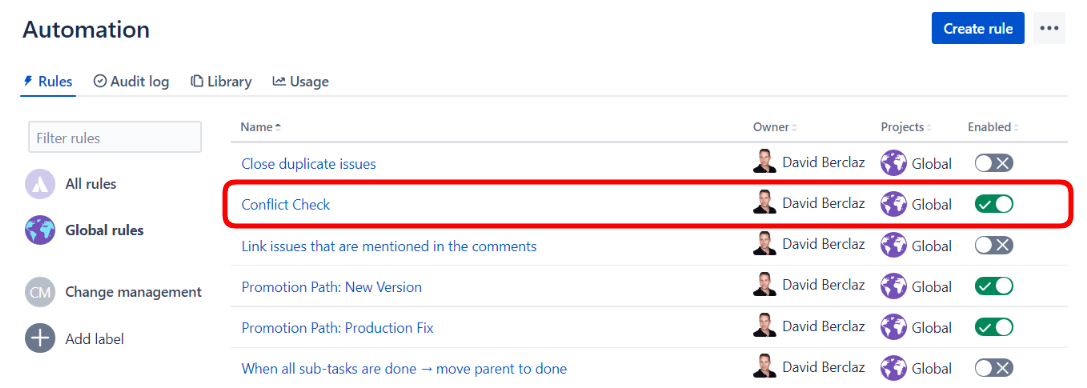 Automation
Create rule
Rules Audit log Library Usage
Filter rules
All rules
Global rules
CM Change management
Add label
Name Owner Projects Enabled
Close duplicate issues David Berclaz Global
Conflict Check David Berclaz Global
Link issues that are mentioned in the comments David Berclaz Global
Promotion Path: New Version David Berclaz Global
Promotion Path: Production Fix David Berclaz Global
When all sub-tasks are done → move parent to done David Berclaz Global